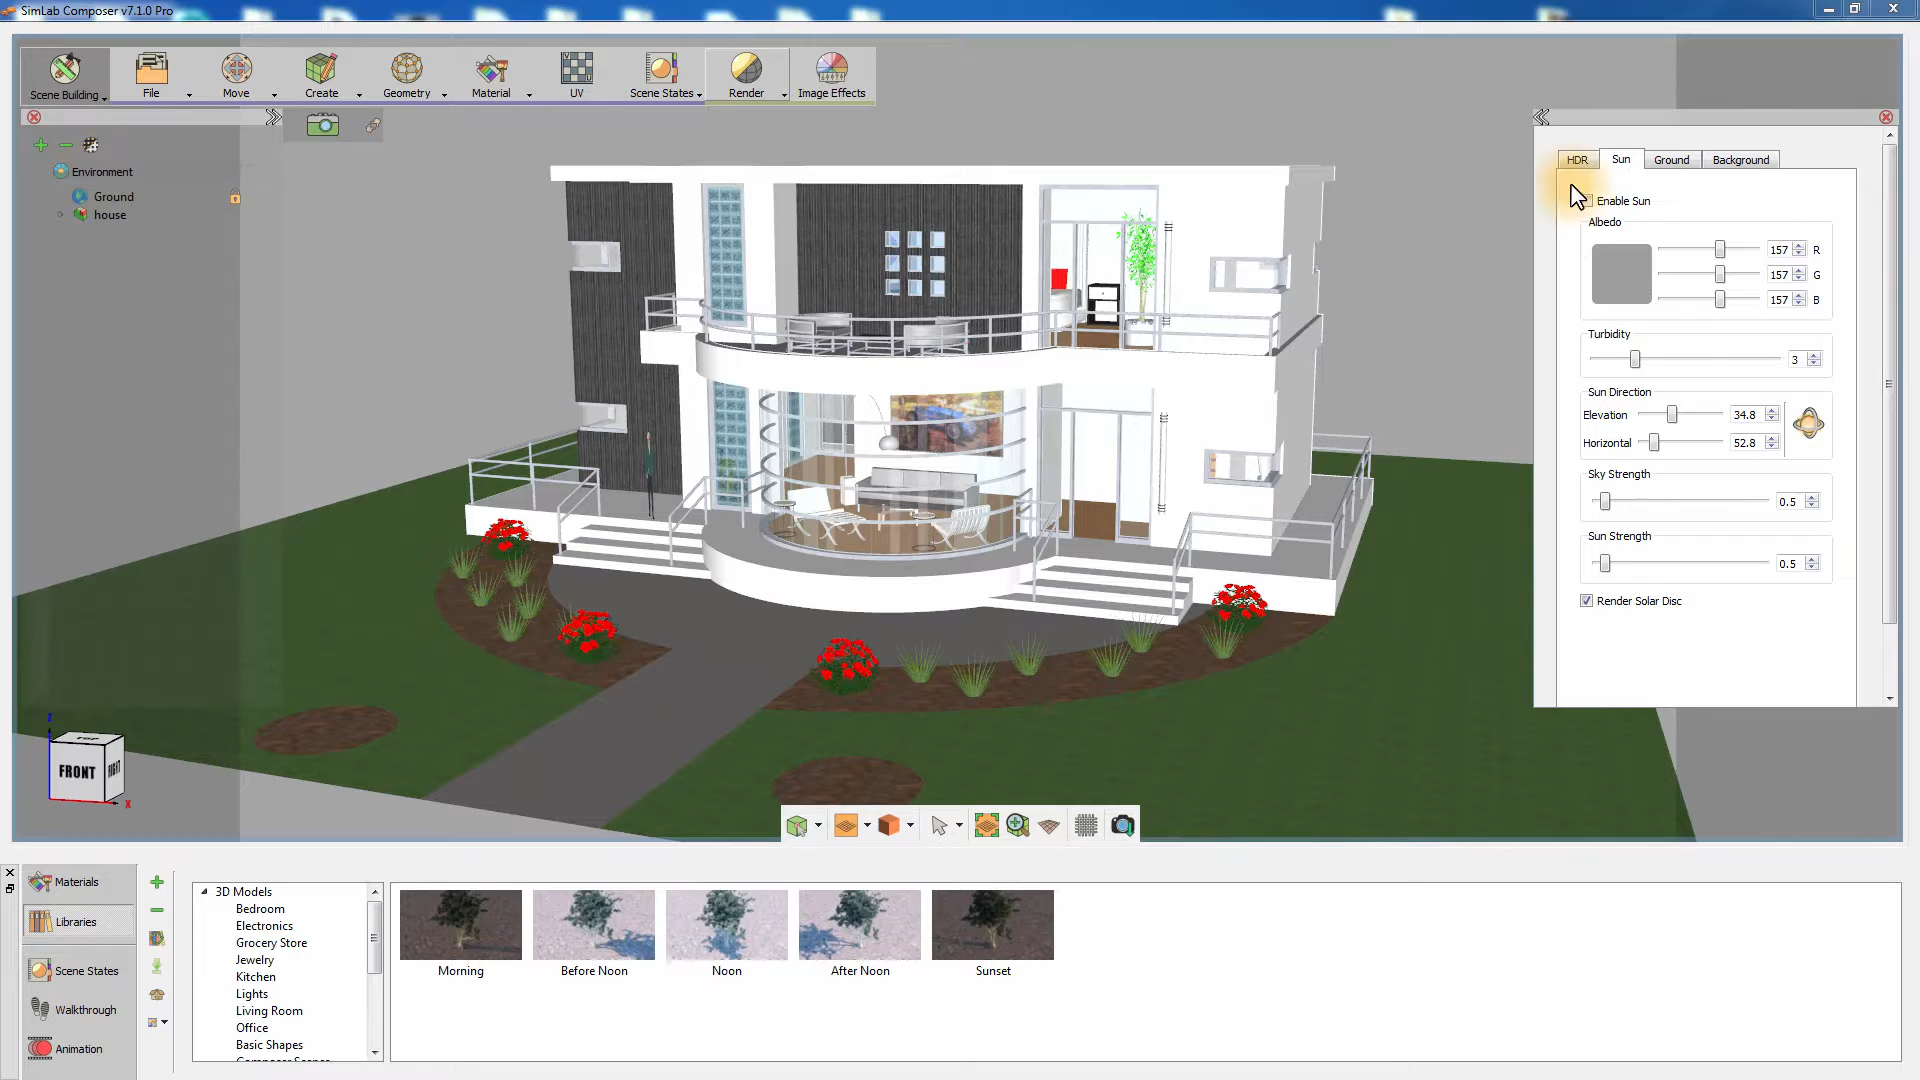 SimLab Composer v7.1.0 Pro
Scene Building
File
Move
Create
Geometry
Material
UV
Scene States
Render
Image Effects
Environment
Ground
house
HDR
Sun
Ground
Background
Enable Sun
Albedo
157 R
157 G
157 B
Turbidity
3
Sun Direction
Elevation 34.8
Horizontal 52.8
Sky Strength
0.5
Sun Strength
0.5
Render Solar Disc
Z
TOP
FRONT
RIGHT
X
Materials
Libraries
Scene States
Walkthrough
Animation
3D Models
Bedroom
Electronics
Grocery Store
Jewelry
Kitchen
Lights
Living Room
Office
Basic Shapes
Composer Scenes
Morning
Before Noon
Noon
After Noon
Sunset